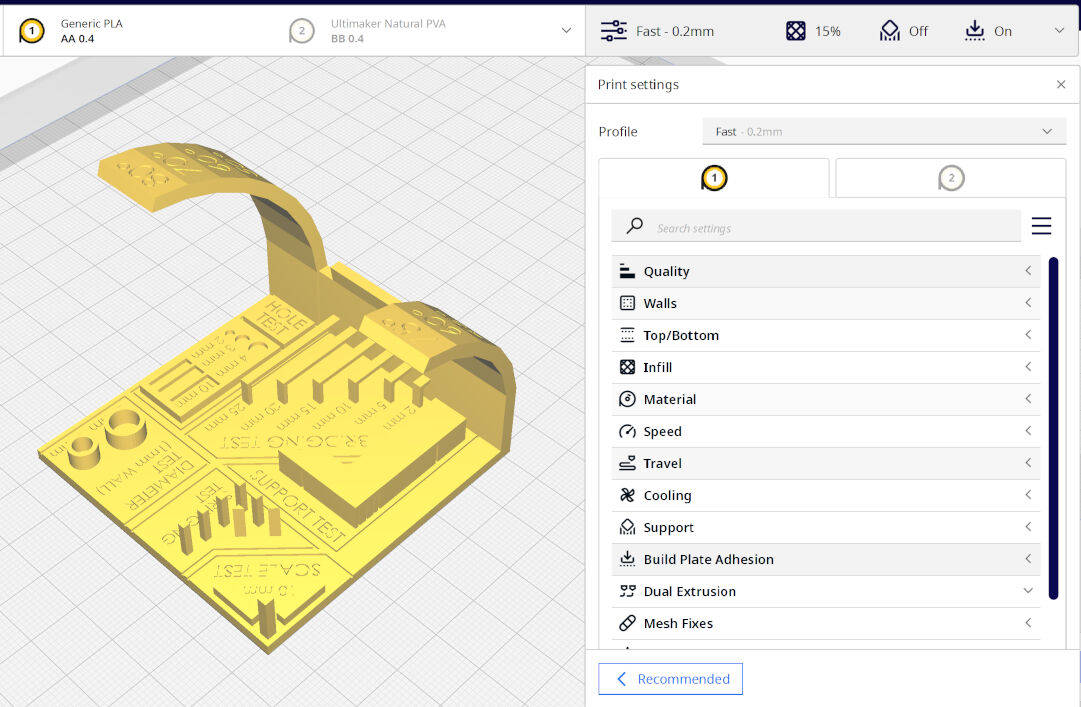 1
Generic PLA
AA 0.4
2
Ultimaker Natural PVA
BB 0.4
Fast - 0.2mm
15%
Off
On
Print settings
Profile
Fast - 0.2mm
1
2
Search settings
Quality
Walls
Top/Bottom
Infill
Material
Speed
Travel
Cooling
Support
Build Plate Adhesion
Dual Extrusion
Mesh Fixes
Recommended
HOLE
TEST
2 mm
3 mm
4 mm
10 mm
25 mm
20 mm
15 mm
10 mm
5 mm
2 mm
TEST
DIAMETER
TEST
(1mm WALL)
SUPPORT TEST
TEST
SCALE TEST